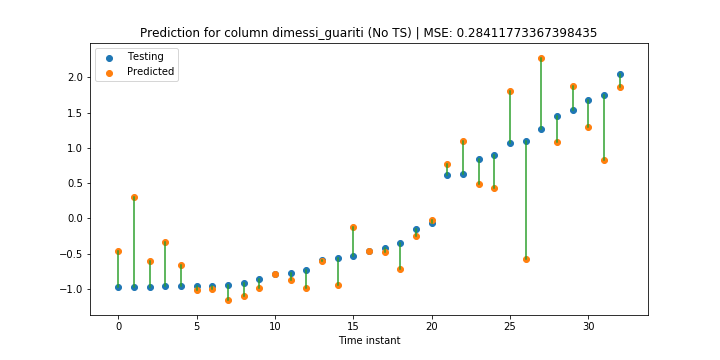 Prediction for column dimessi_guariti (No TS) | MSE: 0.28411773367398435
Testing
Predicted
2.0
1.5
1.0
0.5
0.0
−0.5
−1.0
0 5 10 15 20 25 30
Time instant